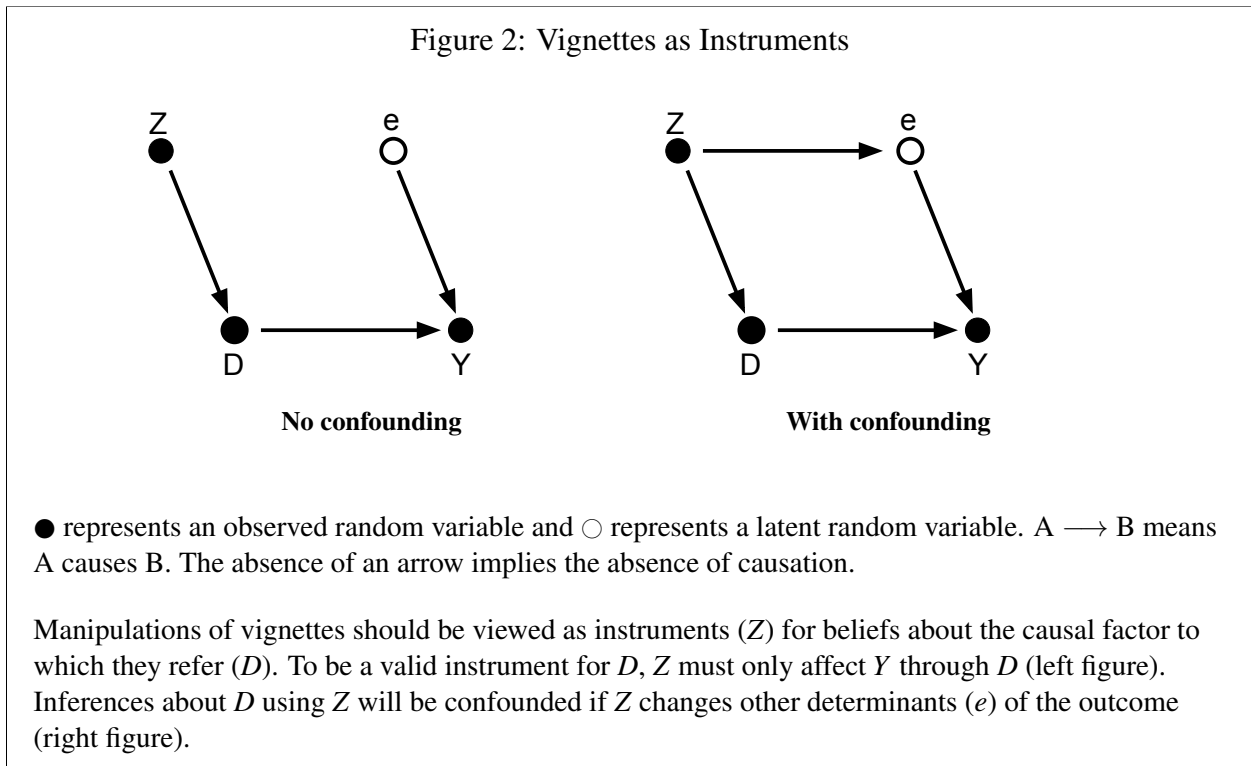 Figure 2: Vignettes as Instruments
Z e Z e
D Y D Y
No confounding With confounding
● represents an observed random variable and ○ represents a latent random variable. A ⟶ B means
A causes B. The absence of an arrow implies the absence of causation.
Manipulations of vignettes should be viewed as instruments (Z) for beliefs about the causal factor to
which they refer (D). To be a valid instrument for D, Z must only affect Y through D (left figure).
Inferences about D using Z will be confounded if Z changes other determinants (e) of the outcome
(right figure).